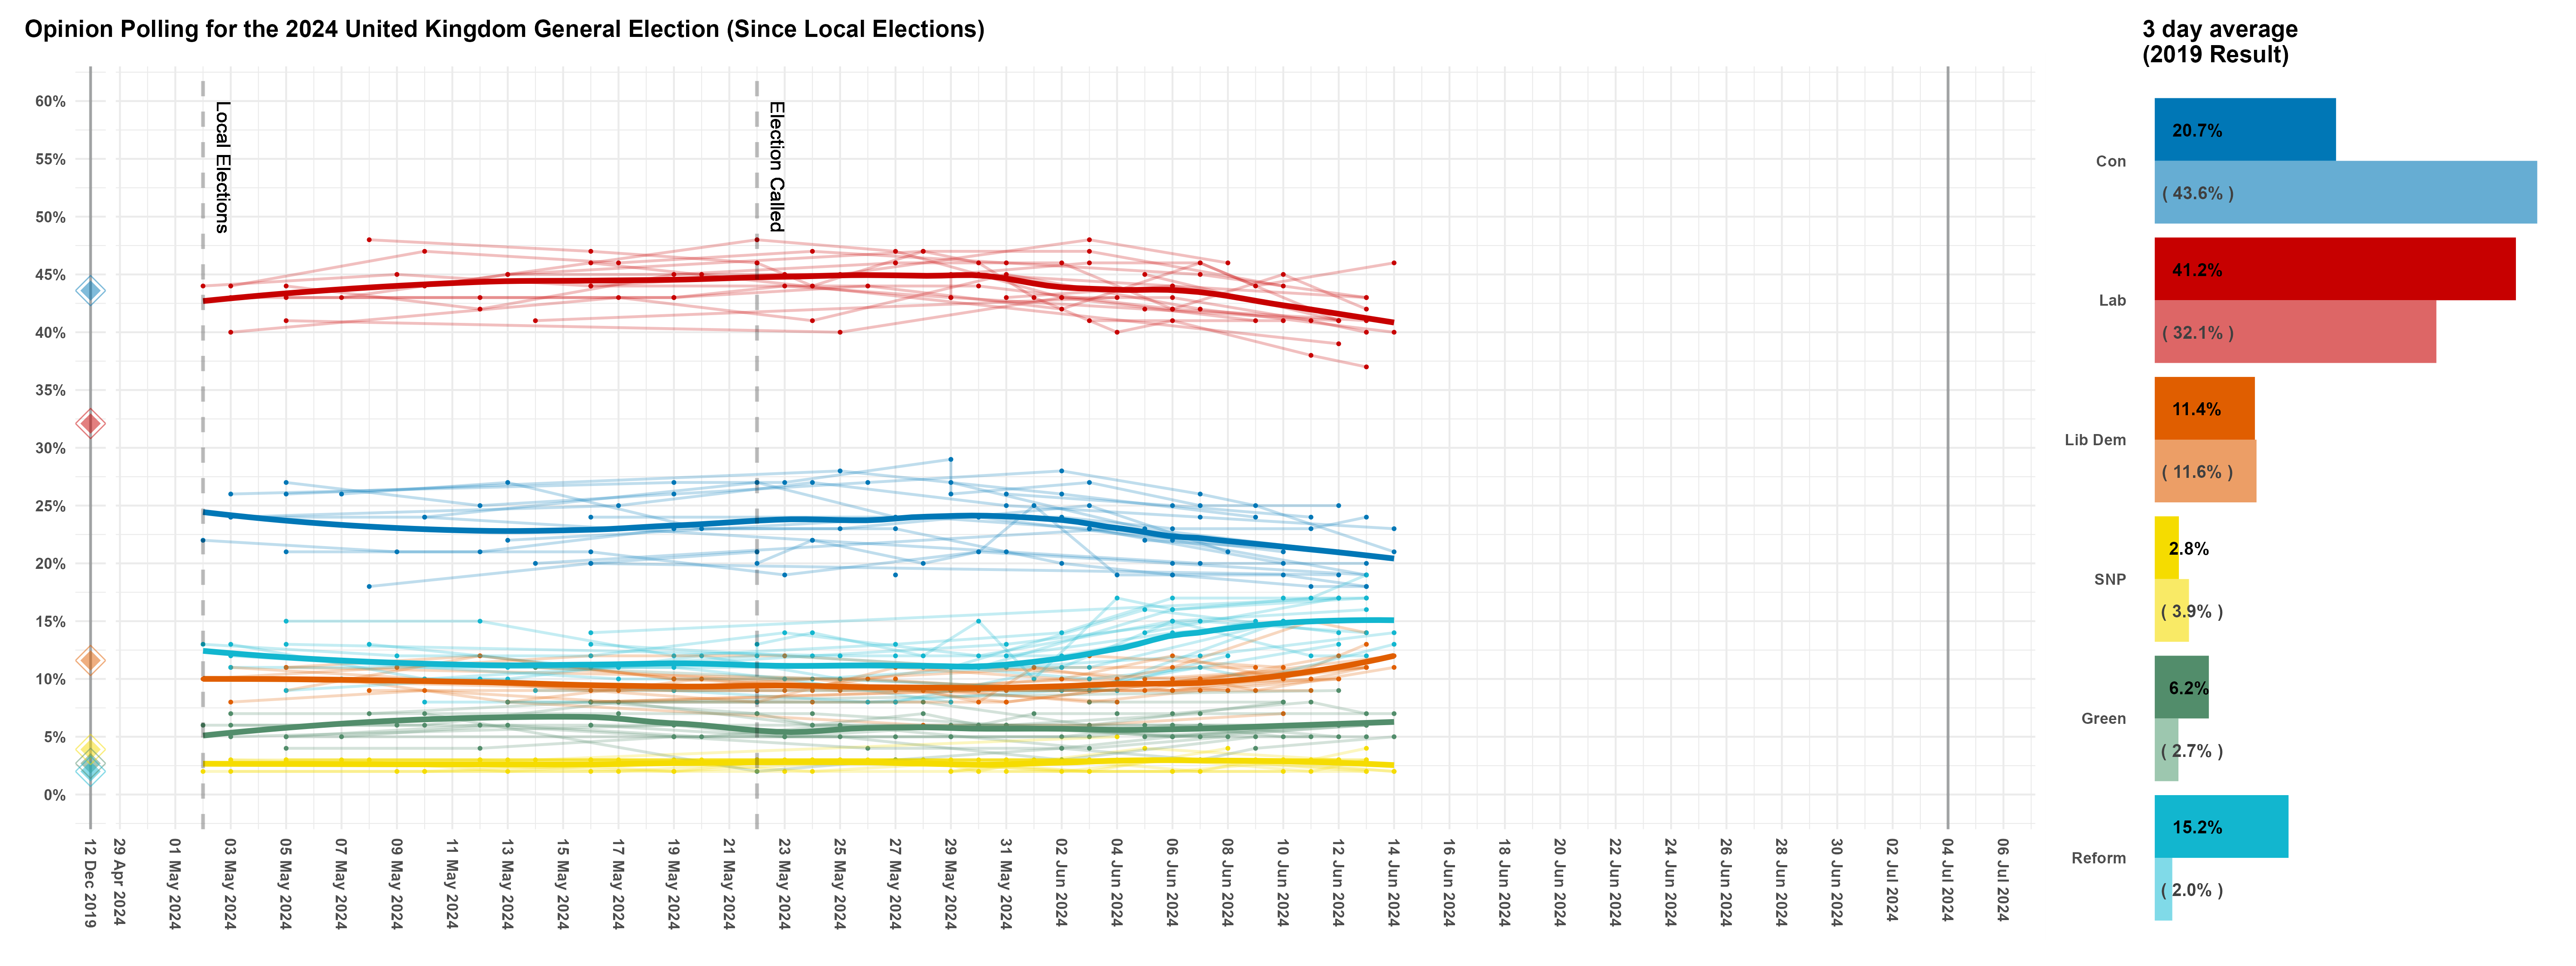 Opinion Polling for the 2024 United Kingdom General Election (Since Local Elections)
3 day average
(2019 Result)
60%
55%
50%
45%
40%
35%
30%
25%
20%
15%
10%
5%
0%
Local Elections
Election Called
12 Dec 2019
29 Apr 2024
01 May 2024
03 May 2024
05 May 2024
07 May 2024
09 May 2024
11 May 2024
13 May 2024
15 May 2024
17 May 2024
19 May 2024
21 May 2024
23 May 2024
25 May 2024
27 May 2024
29 May 2024
31 May 2024
02 Jun 2024
04 Jun 2024
06 Jun 2024
08 Jun 2024
10 Jun 2024
12 Jun 2024
14 Jun 2024
16 Jun 2024
18 Jun 2024
20 Jun 2024
22 Jun 2024
24 Jun 2024
26 Jun 2024
28 Jun 2024
30 Jun 2024
02 Jul 2024
04 Jul 2024
06 Jul 2024
Con
20.7%
( 43.6% )
Lab
41.2%
( 32.1% )
Lib Dem
11.4%
( 11.6% )
SNP
2.8%
( 3.9% )
Green
6.2%
( 2.7% )
Reform
15.2%
( 2.0% )